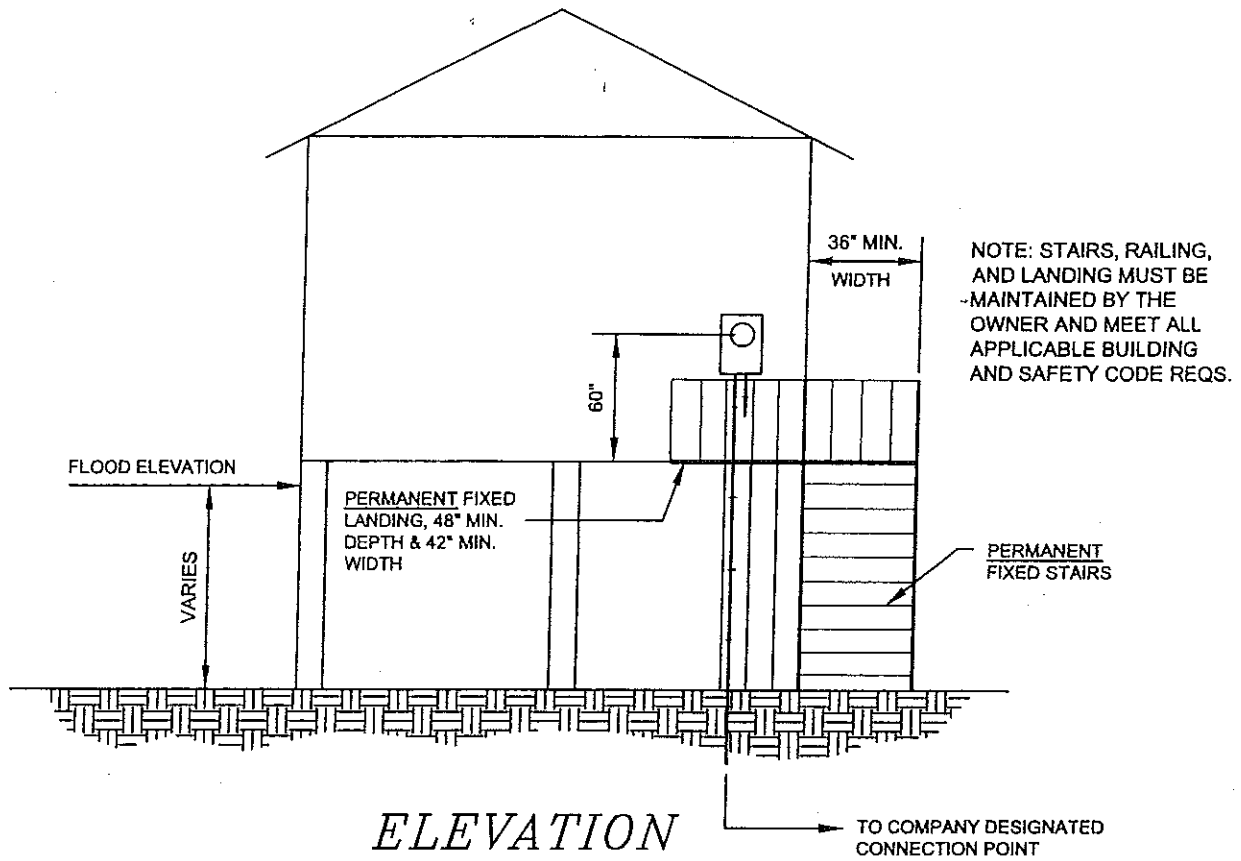 36" MIN.
WIDTH
NOTE: STAIRS, RAILING,
AND LANDING MUST BE
MAINTAINED BY THE
OWNER AND MEET ALL
APPLICABLE BUILDING
AND SAFETY CODE REQS.
60"
FLOOD ELEVATION
VARIES
PERMANENT FIXED
LANDING, 48" MIN.
DEPTH & 42" MIN.
WIDTH
PERMANENT
FIXED STAIRS
ELEVATION
TO COMPANY DESIGNATED
CONNECTION POINT